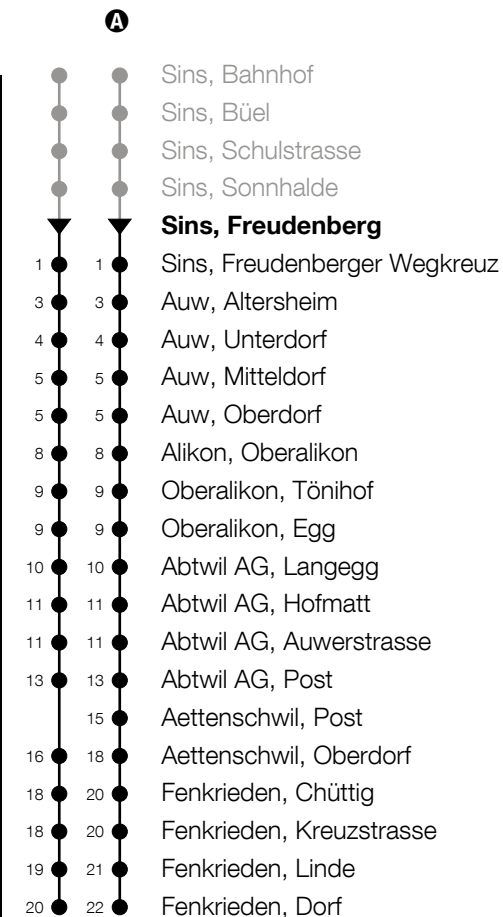 A
Sins, Bahnhof
Sins, Büel
Sins, Schulstrasse
Sins, Sonnhalde
Sins, Freudenberg
1 1 Sins, Freudenberger Wegkreuz
3 3 Auw, Altersheim
4 4 Auw, Unterdorf
5 5 Auw, Mitteldorf
5 5 Auw, Oberdorf
8 8 Alikon, Oberalikon
9 9 Oberalikon, Tönihof
9 9 Oberalikon, Egg
10 10 Abtwil AG, Langegg
11 11 Abtwil AG, Hofmatt
11 11 Abtwil AG, Auwerstrasse
13 13 Abtwil AG, Post
15 Aettenschwil, Post
16 18 Aettenschwil, Oberdorf
18 20 Fenkrieden, Chüttig
18 20 Fenkrieden, Kreuzstrasse
19 21 Fenkrieden, Linde
20 22 Fenkrieden, Dorf